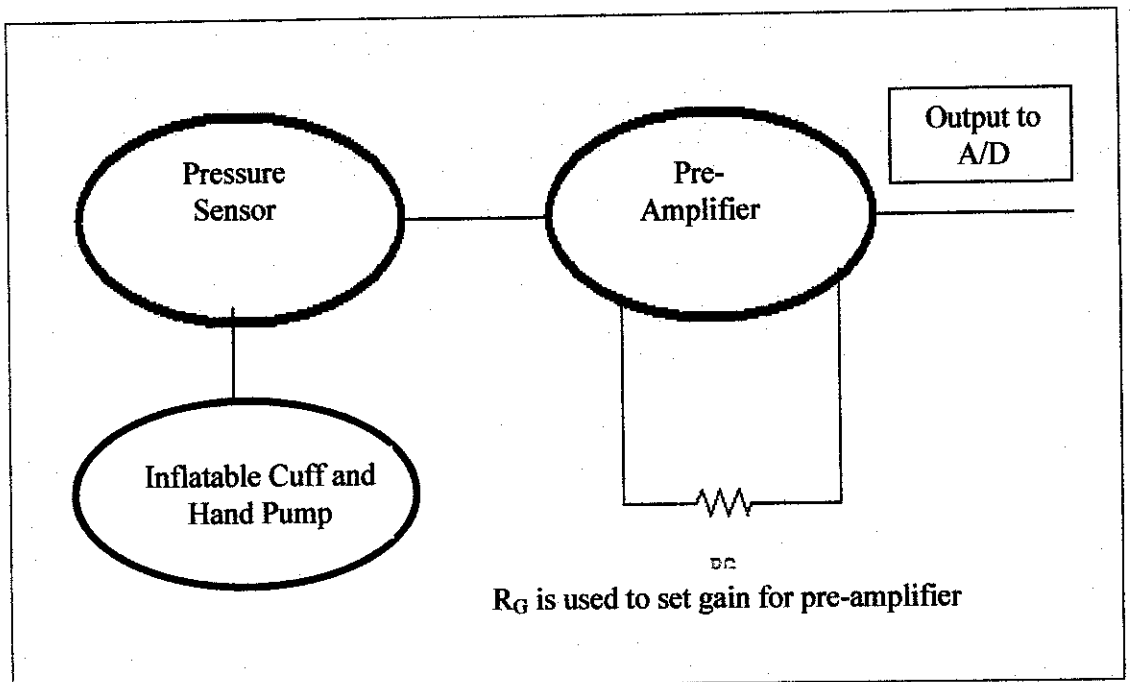 Pressure
Sensor
Pre-
Amplifier
Output to
A/D
Inflatable Cuff and
Hand Pump
R_G is used to set gain for pre-amplifier